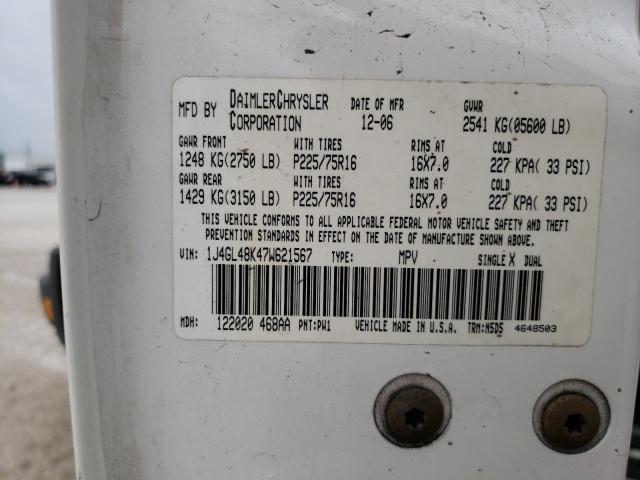 MFD BY DAIMLERCHRYSLER CORPORATION DATE OF MFR 12-06 GVWR 2541 KG(05600 LB)
GAWR FRONT WITH TIRES RIMS AT COLD
1248 KG(2750 LB) P225/75R16 16X7.0 227 KPA( 33 PSI)
GAWR REAR WITH TIRES RIMS AT COLD
1429 KG(3150 LB) P225/75R16 16X7.0 227 KPA( 33 PSI)
THIS VEHICLE CONFORMS TO ALL APPLICABLE FEDERAL MOTOR VEHICLE SAFETY AND THEFT
PREVENTION STANDARDS IN EFFECT ON THE DATE OF MANUFACTURE SHOWN ABOVE.
VIN: 1J4GL48K47W621567 TYPE: MPV SINGLE X DUAL
MDH: 122020 468AA PNT:PW1 VEHICLE MADE IN U.S.A. TRM:N5D5 4648503